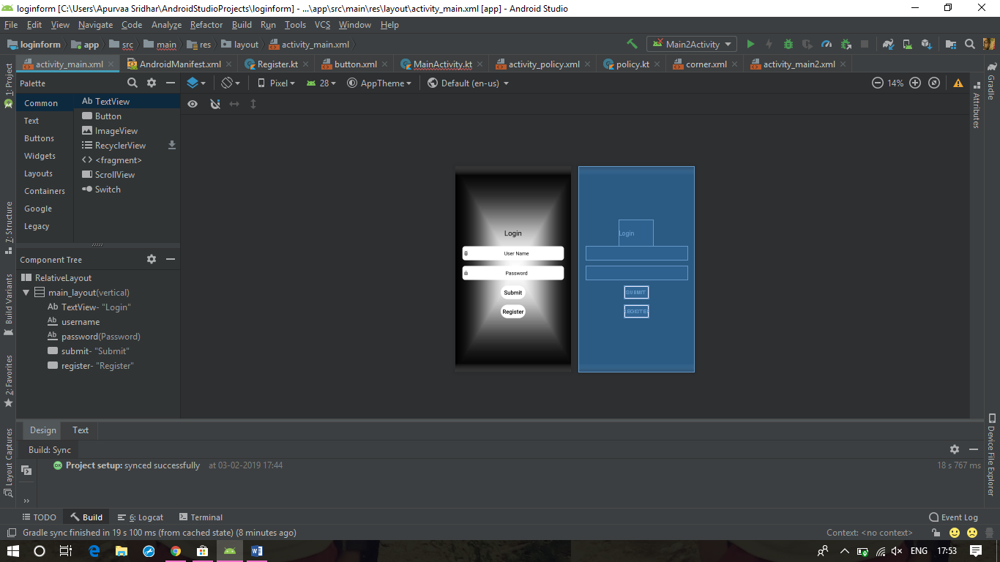 loginform [C:\Users\Apurvaa Sridhar\AndroidStudioProjects\loginform] - ...\app\src\main\res\layout\activity_main.xml [app] - Android Studio
File Edit View Navigate Code Analyze Refactor Build Run Tools VCS Window Help
loginform app src main res layout activity_main.xml Main2Activity
activity_main.xml AndroidManifest.xml Register.kt button.xml MainActivity.kt activity_policy.xml policy.kt corner.xml activity_main2.xml
1: Project
Palette
Pixel 28 AppTheme Default (en-us) 14%
Gradle
Attributes
Common
Text
Buttons
Widgets
Layouts
Containers
Google
Legacy
Ab TextView
Button
ImageView
RecyclerView
<fragment>
ScrollView
Switch
7: Structure
Component Tree
RelativeLayout
main_layout(vertical)
Ab TextView- "Login"
Ab username
Ab password(Password)
submit- "Submit"
register- "Register"
Build Variants
2: Favorites
Layout Captures
Login
User Name
Password
Submit
Register
Login
SUBMIT
REGISTER
Design Text
Build: Sync
OK Project setup: synced successfully at 03-02-2019 17:44 18 s 767 ms
Device File Explorer
»
TODO Build 6: Logcat Terminal Event Log
Gradle sync finished in 19 s 100 ms (from cached state) (8 minutes ago) Context: <no context>
ENG 17:53